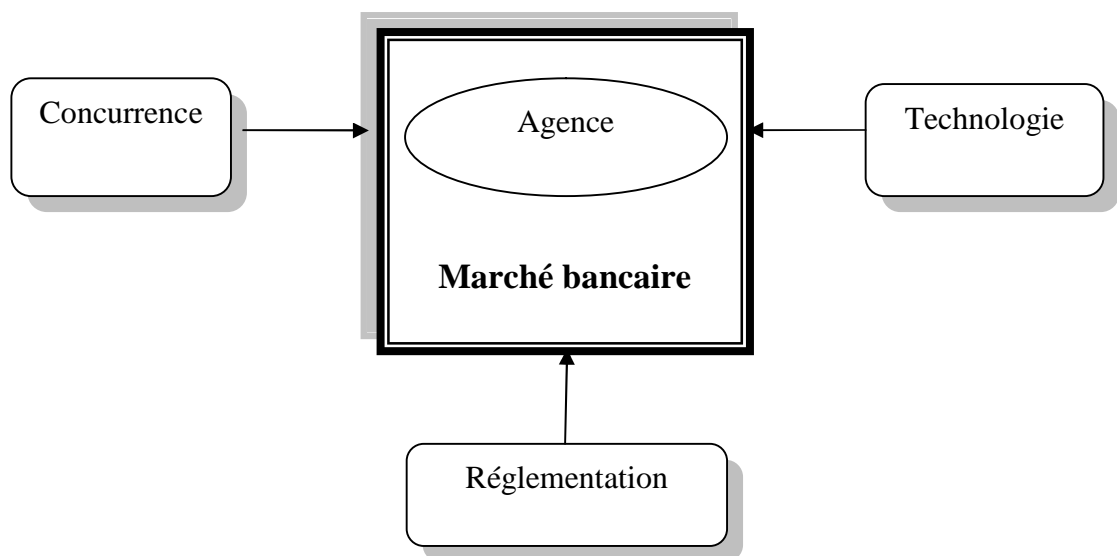 Concurrence
Agence
Technologie
Marché bancaire
Réglementation